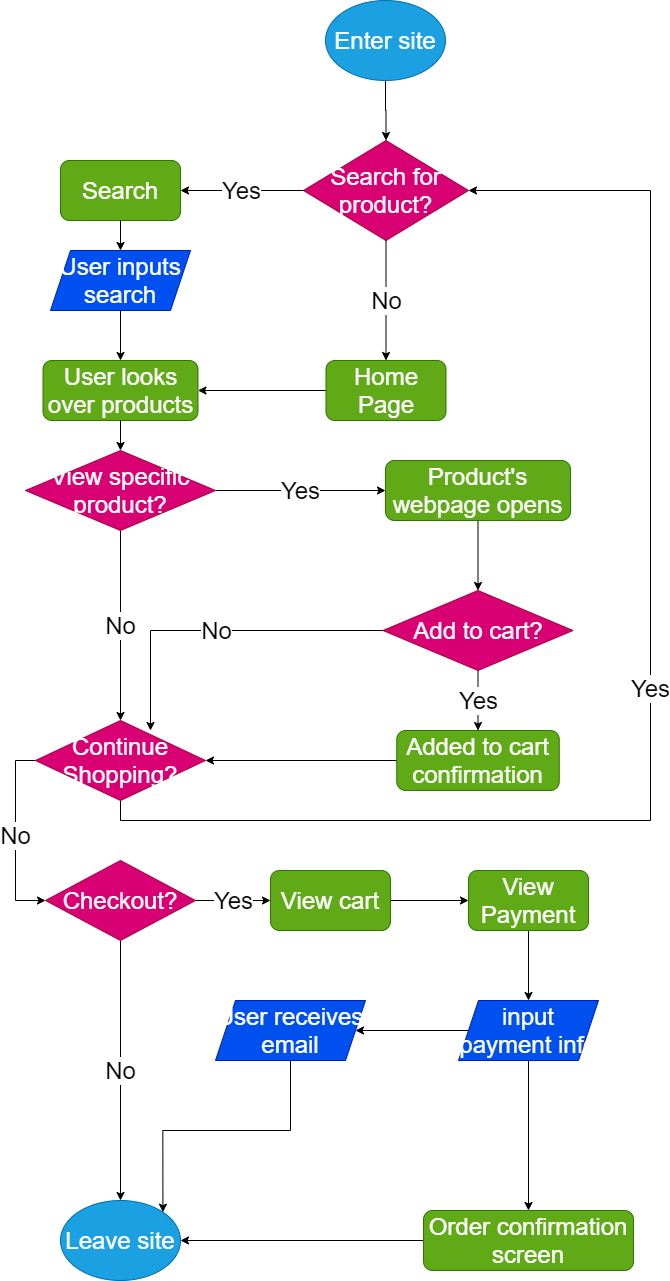 Enter site
Search for
product?
Yes
Search
User inputs
search
No
Home
Page
User looks
over products
View specific
product?
Yes
Product's
webpage opens
No
No
Add to cart?
Yes
Yes
Added to cart
confirmation
Continue
Shopping?
No
Checkout?
Yes
View cart
View
Payment
input
payment inf
User receives
email
No
Leave site
Order confirmation
screen